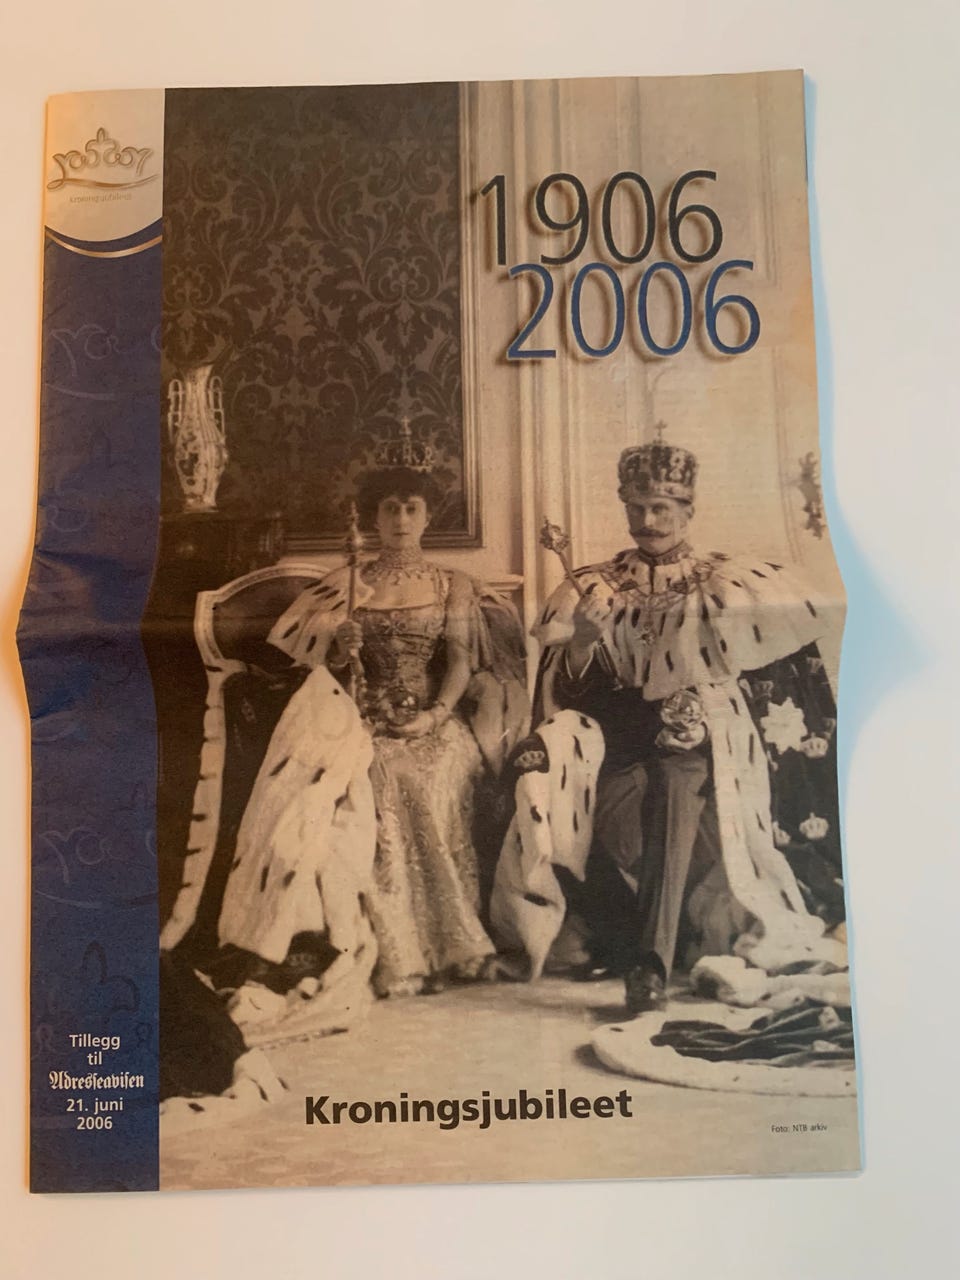 kroningsjubileet
1906
2006
Tillegg
til
Adresseavisen
21. juni
2006
Kroningsjubileet
Foto: NTB arkiv